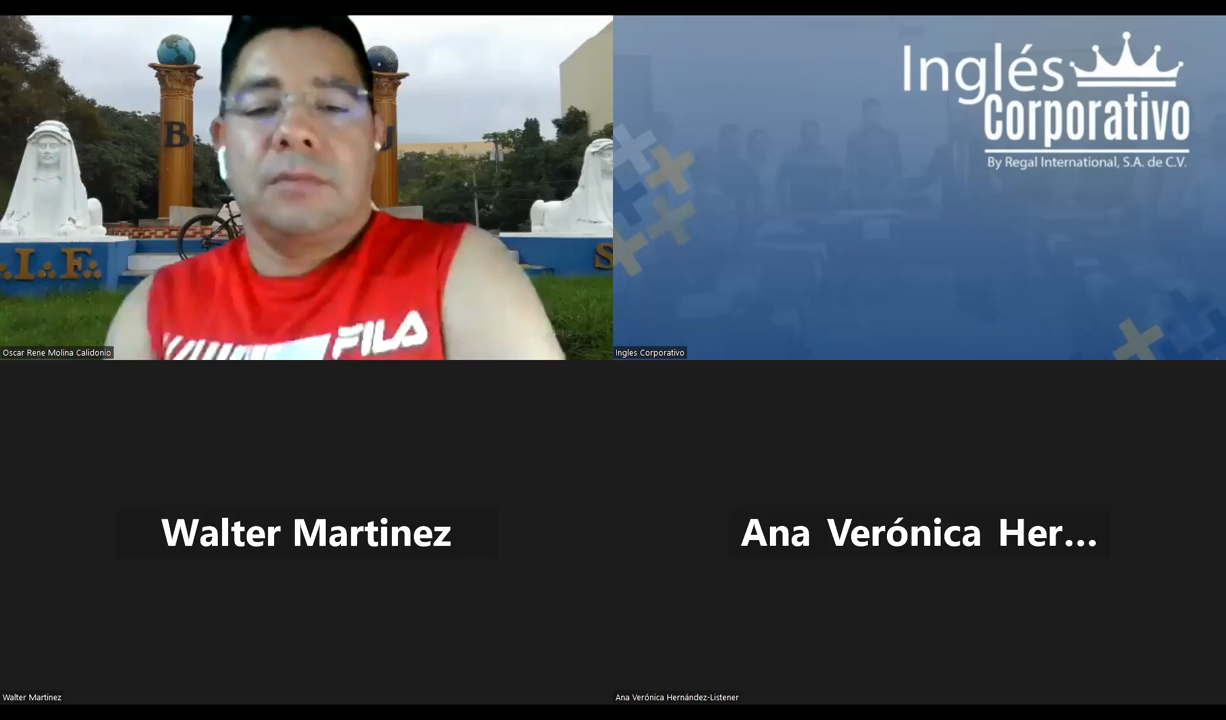 B
J
.I.F.
S
FILA
Oscar Rene Molina Calidonio
Inglés
Corporativo
By Regal International, S.A. de C.V.
Ingles Corporativo
Walter Martinez
Ana Verónica Her...
Walter Martinez
Ana Verónica Hernández-Listener